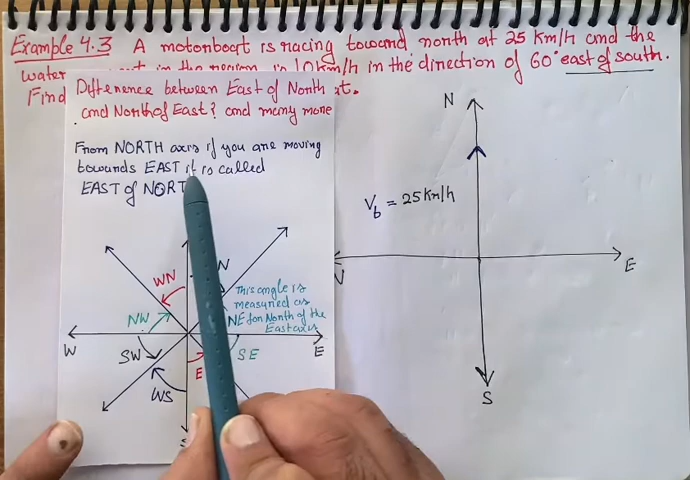 Example 4.3 A motorboat is racing toward north at 25 Km/h and the
water in the region is 10 Km/h in the direction of 60° east of south.
Find
Difference between East of North
and North of East? and many more
From NORTH axis if you are moving
towards EAST it is called
EAST of NORT
N
V_b = 25 Km/h
E
S
WN
N
This angle is
measured as
NE for North of the
East axis
NW
W
E
SW
SE
E
WS